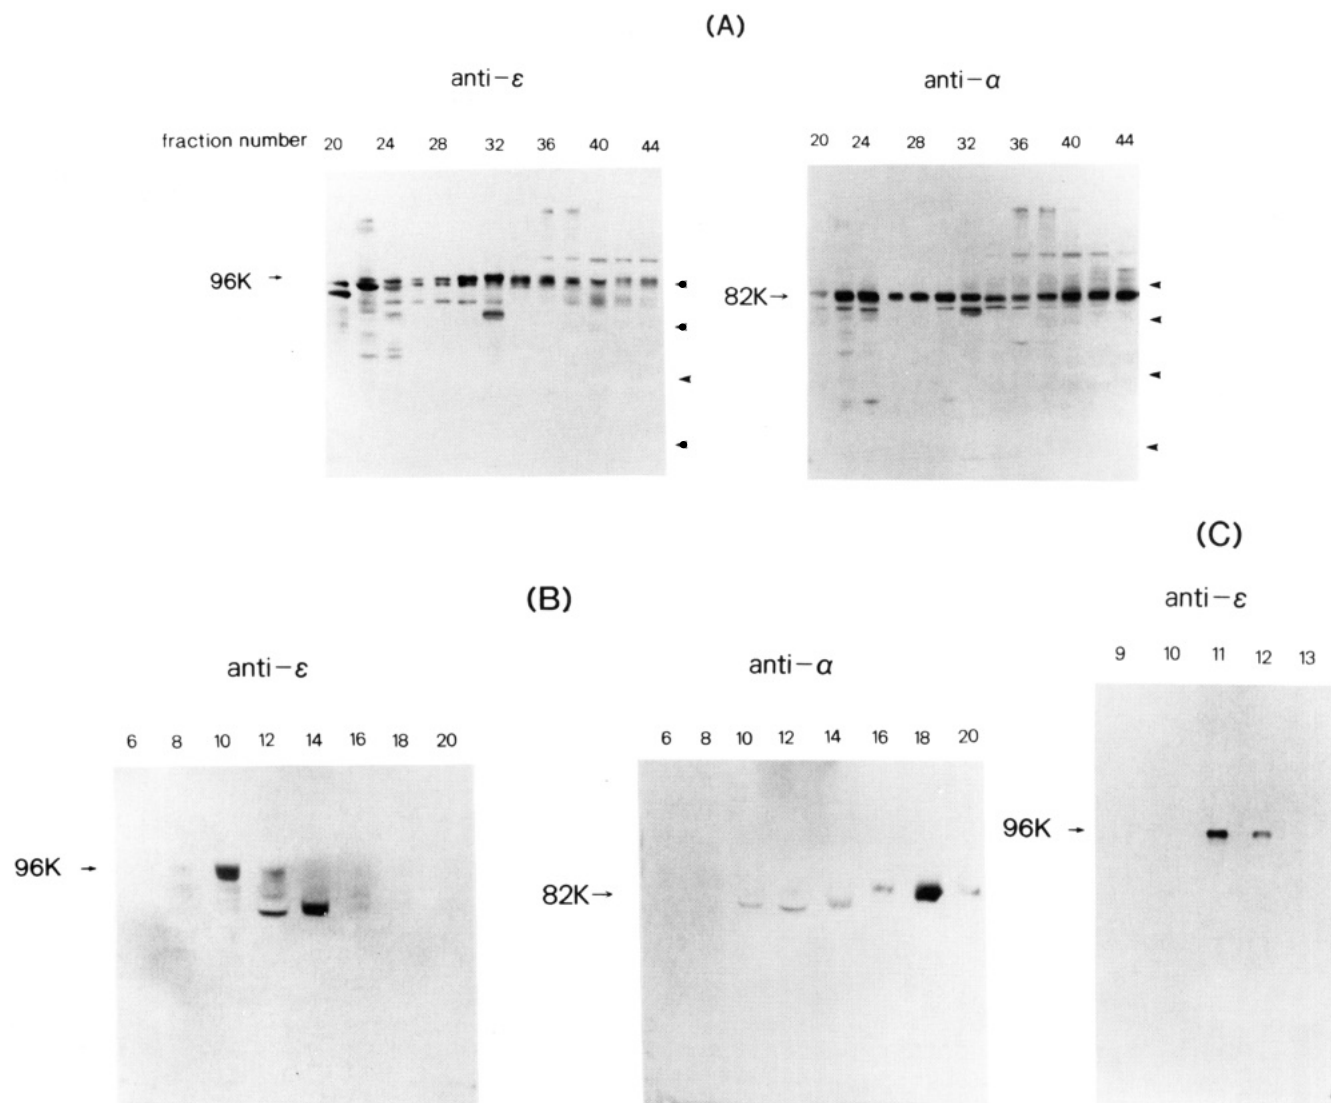 (A)
anti-ε
anti-α
fraction number 20 24 28 32 36 40 44
20 24 28 32 36 40 44
96K →
82K→
(C)
(B)
anti-ε
anti-ε
anti-α
9 10 11 12 13
6 8 10 12 14 16 18 20
6 8 10 12 14 16 18 20
96K →
96K →
82K→